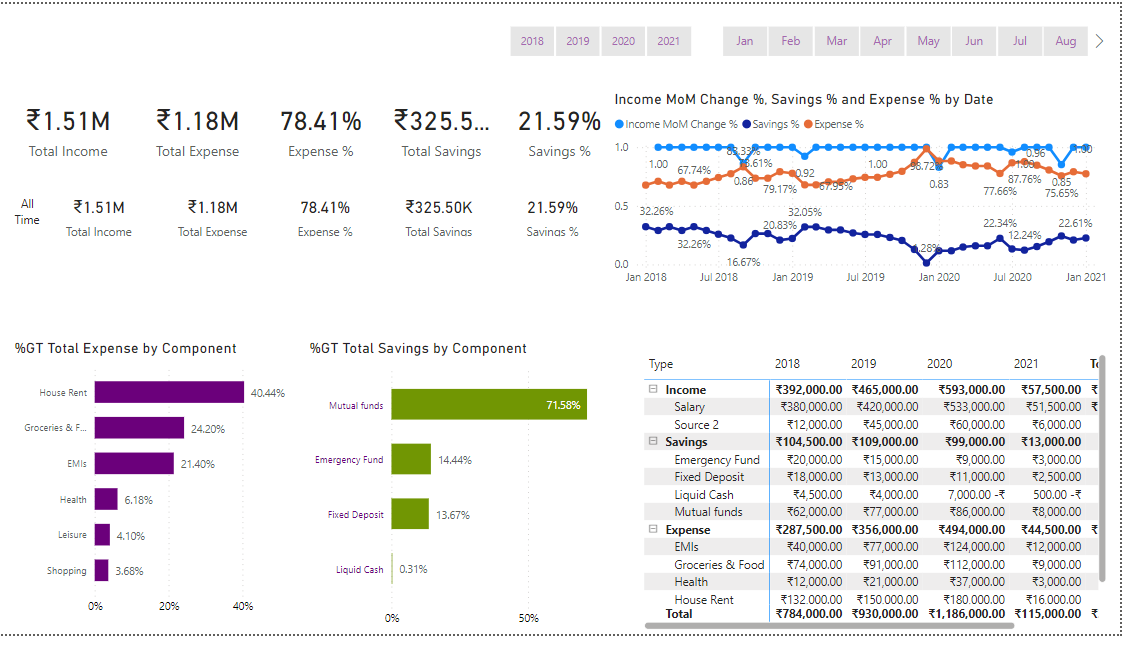 2018 2019 2020 2021 Jan Feb Mar Apr May Jun Jul Aug
₹1.51M ₹1.18M 78.41% ₹325.5... 21.59%
Total Income Total Expense Expense % Total Savings Savings %
All Time
₹1.51M ₹1.18M 78.41% ₹325.50K 21.59%
Total Income Total Expense Expense % Total Savings Savings %
Income MoM Change %, Savings % and Expense % by Date
Income MoM Change % Savings % Expense %
1.0
0.5
0.0
1.00 67.74% 83.33% 0.86 79.17% 0.92 67.95% 1.00 98.72% 0.83 77.66% 1.00 0.96 87.76% 0.85 75.65% 1.00
32.26% 32.26% 16.67% 20.83% 32.05% 22.34% 12.24% 22.61%
Jan 2018 Jul 2018 Jan 2019 Jul 2019 Jan 2020 Jul 2020 Jan 2021
%GT Total Expense by Component
House Rent 40.44%
Groceries & F... 24.20%
EMIs 21.40%
Health 6.18%
Leisure 4.10%
Shopping 3.68%
0% 20% 40%
%GT Total Savings by Component
Mutual funds 71.58%
Emergency Fund 14.44%
Fixed Deposit 13.67%
Liquid Cash 0.31%
0% 50%
Type 2018 2019 2020 2021
Income ₹392,000.00 ₹465,000.00 ₹593,000.00 ₹57,500.00 ₹
Salary ₹380,000.00 ₹420,000.00 ₹533,000.00 ₹51,500.00 ₹
Source 2 ₹12,000.00 ₹45,000.00 ₹60,000.00 ₹6,000.00
Savings ₹104,500.00 ₹109,000.00 ₹99,000.00 ₹13,000.00
Emergency Fund ₹20,000.00 ₹15,000.00 ₹9,000.00 ₹3,000.00
Fixed Deposit ₹18,000.00 ₹13,000.00 ₹11,000.00 ₹2,500.00
Liquid Cash ₹4,500.00 ₹4,000.00 7,000.00 -₹ 500.00 -₹
Mutual funds ₹62,000.00 ₹77,000.00 ₹86,000.00 ₹8,000.00
Expense ₹287,500.00 ₹356,000.00 ₹494,000.00 ₹44,500.00 ₹
EMIs ₹40,000.00 ₹77,000.00 ₹124,000.00 ₹12,000.00
Groceries & Food ₹74,000.00 ₹91,000.00 ₹112,000.00 ₹9,000.00
Health ₹12,000.00 ₹21,000.00 ₹37,000.00 ₹3,000.00
House Rent ₹132,000.00 ₹150,000.00 ₹180,000.00 ₹16,000.00
Total ₹784,000.00 ₹930,000.00 ₹1,186,000.00 ₹115,000.00 ₹